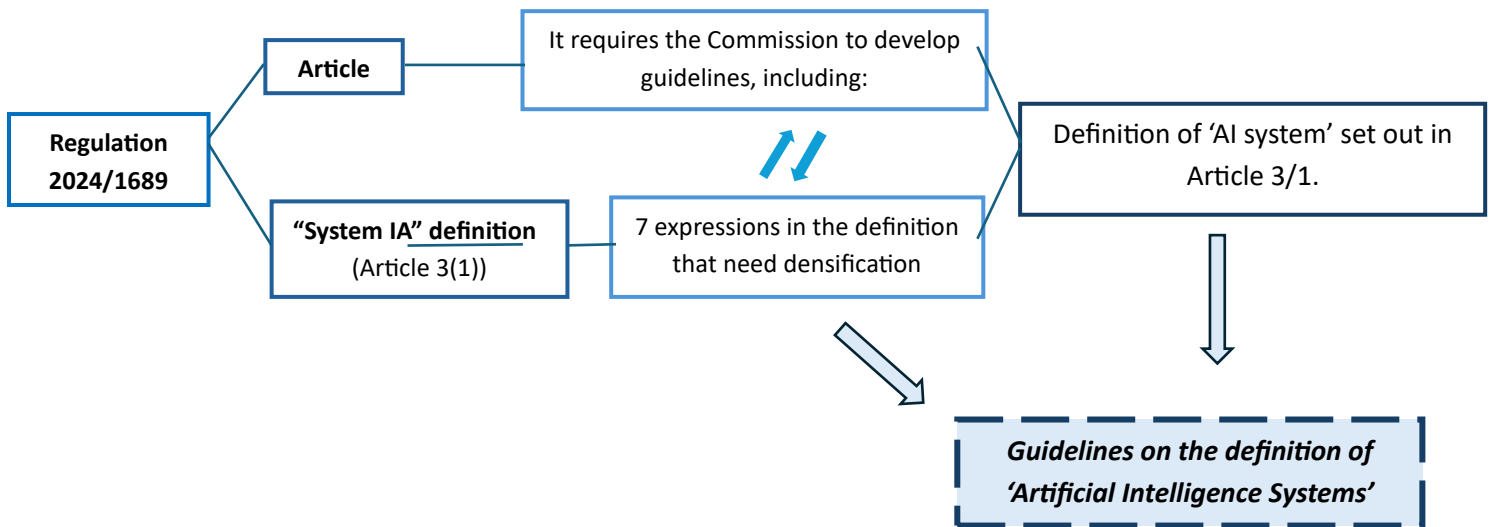 Regulation
2024/1689
Article
It requires the Commission to develop
guidelines, including:
“System IA” definition
(Article 3(1))
7 expressions in the definition
that need densification
Definition of ‘AI system’ set out in
Article 3/1.
Guidelines on the definition of
‘Artificial Intelligence Systems’